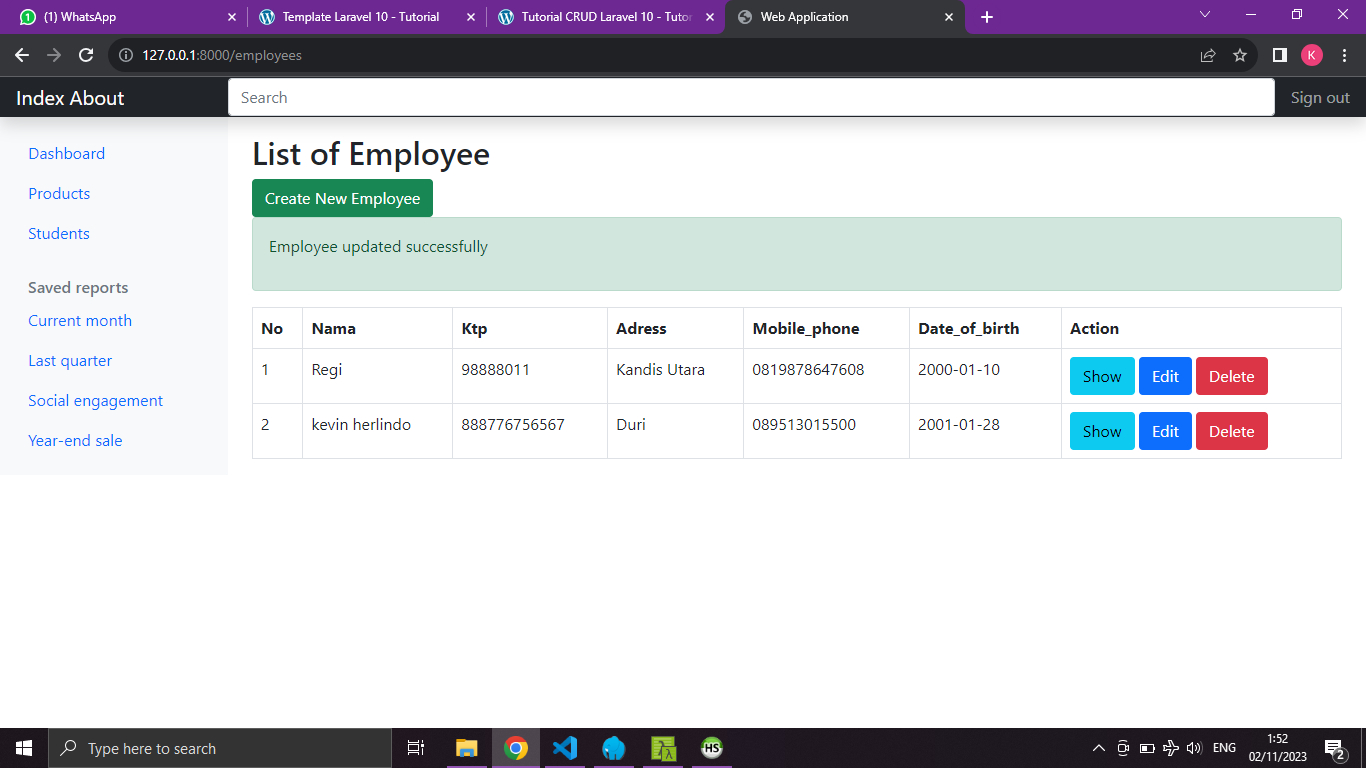 (1) WhatsApp
Template Laravel 10 - Tutorial
Tutorial CRUD Laravel 10 - Tutor
Web Application
127.0.0.1:8000/employees
K
Index About
Search
Sign out
Dashboard
Products
Students
Saved reports
Current month
Last quarter
Social engagement
Year-end sale
List of Employee
Create New Employee
Employee updated successfully
No Nama Ktp Adress Mobile_phone Date_of_birth Action
1 Regi 98888011 Kandis Utara 0819878647608 2000-01-10 Show Edit Delete
2 kevin herlindo 888776756567 Duri 089513015500 2001-01-28 Show Edit Delete
Type here to search
HS
ENG
1:52
02/11/2023
2